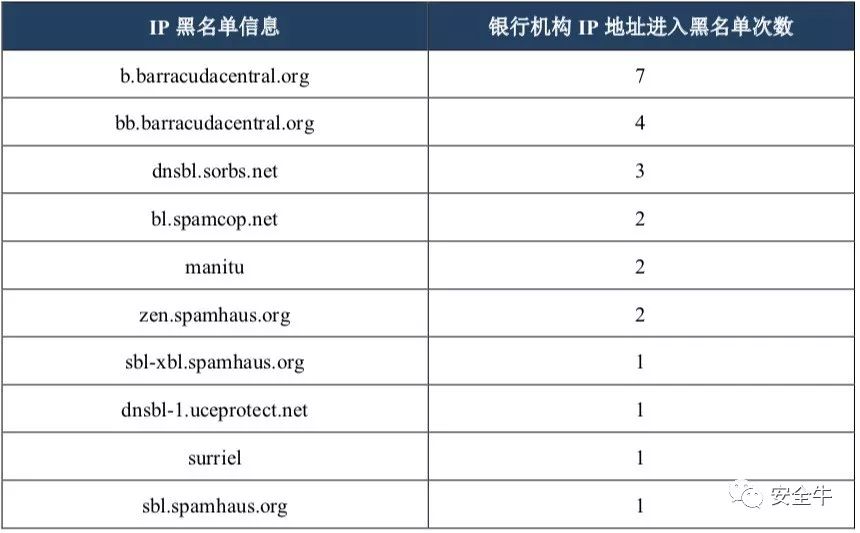 IP 黑名单信息 银行机构 IP 地址进入黑名单次数
b.barracudacentral.org 7
bb.barracudacentral.org 4
dnsbl.sorbs.net 3
bl.spamcop.net 2
manitu 2
zen.spamhaus.org 2
sbl-xbl.spamhaus.org 1
dnsbl-1.uceprotect.net 1
surriel 1
sbl.spamhaus.org 1
安全牛